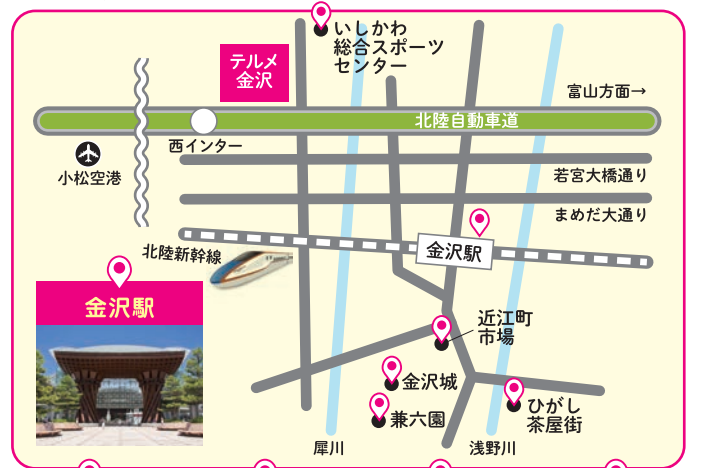 いしかわ
総合スポーツ
センター
テルメ
金沢
富山方面→
北陸自動車道
西インター
小松空港
若宮大橋通り
まめだ大通り
北陸新幹線
金沢駅
金沢駅
近江町
市場
金沢城
兼六園
ひがし
茶屋街
犀川
浅野川